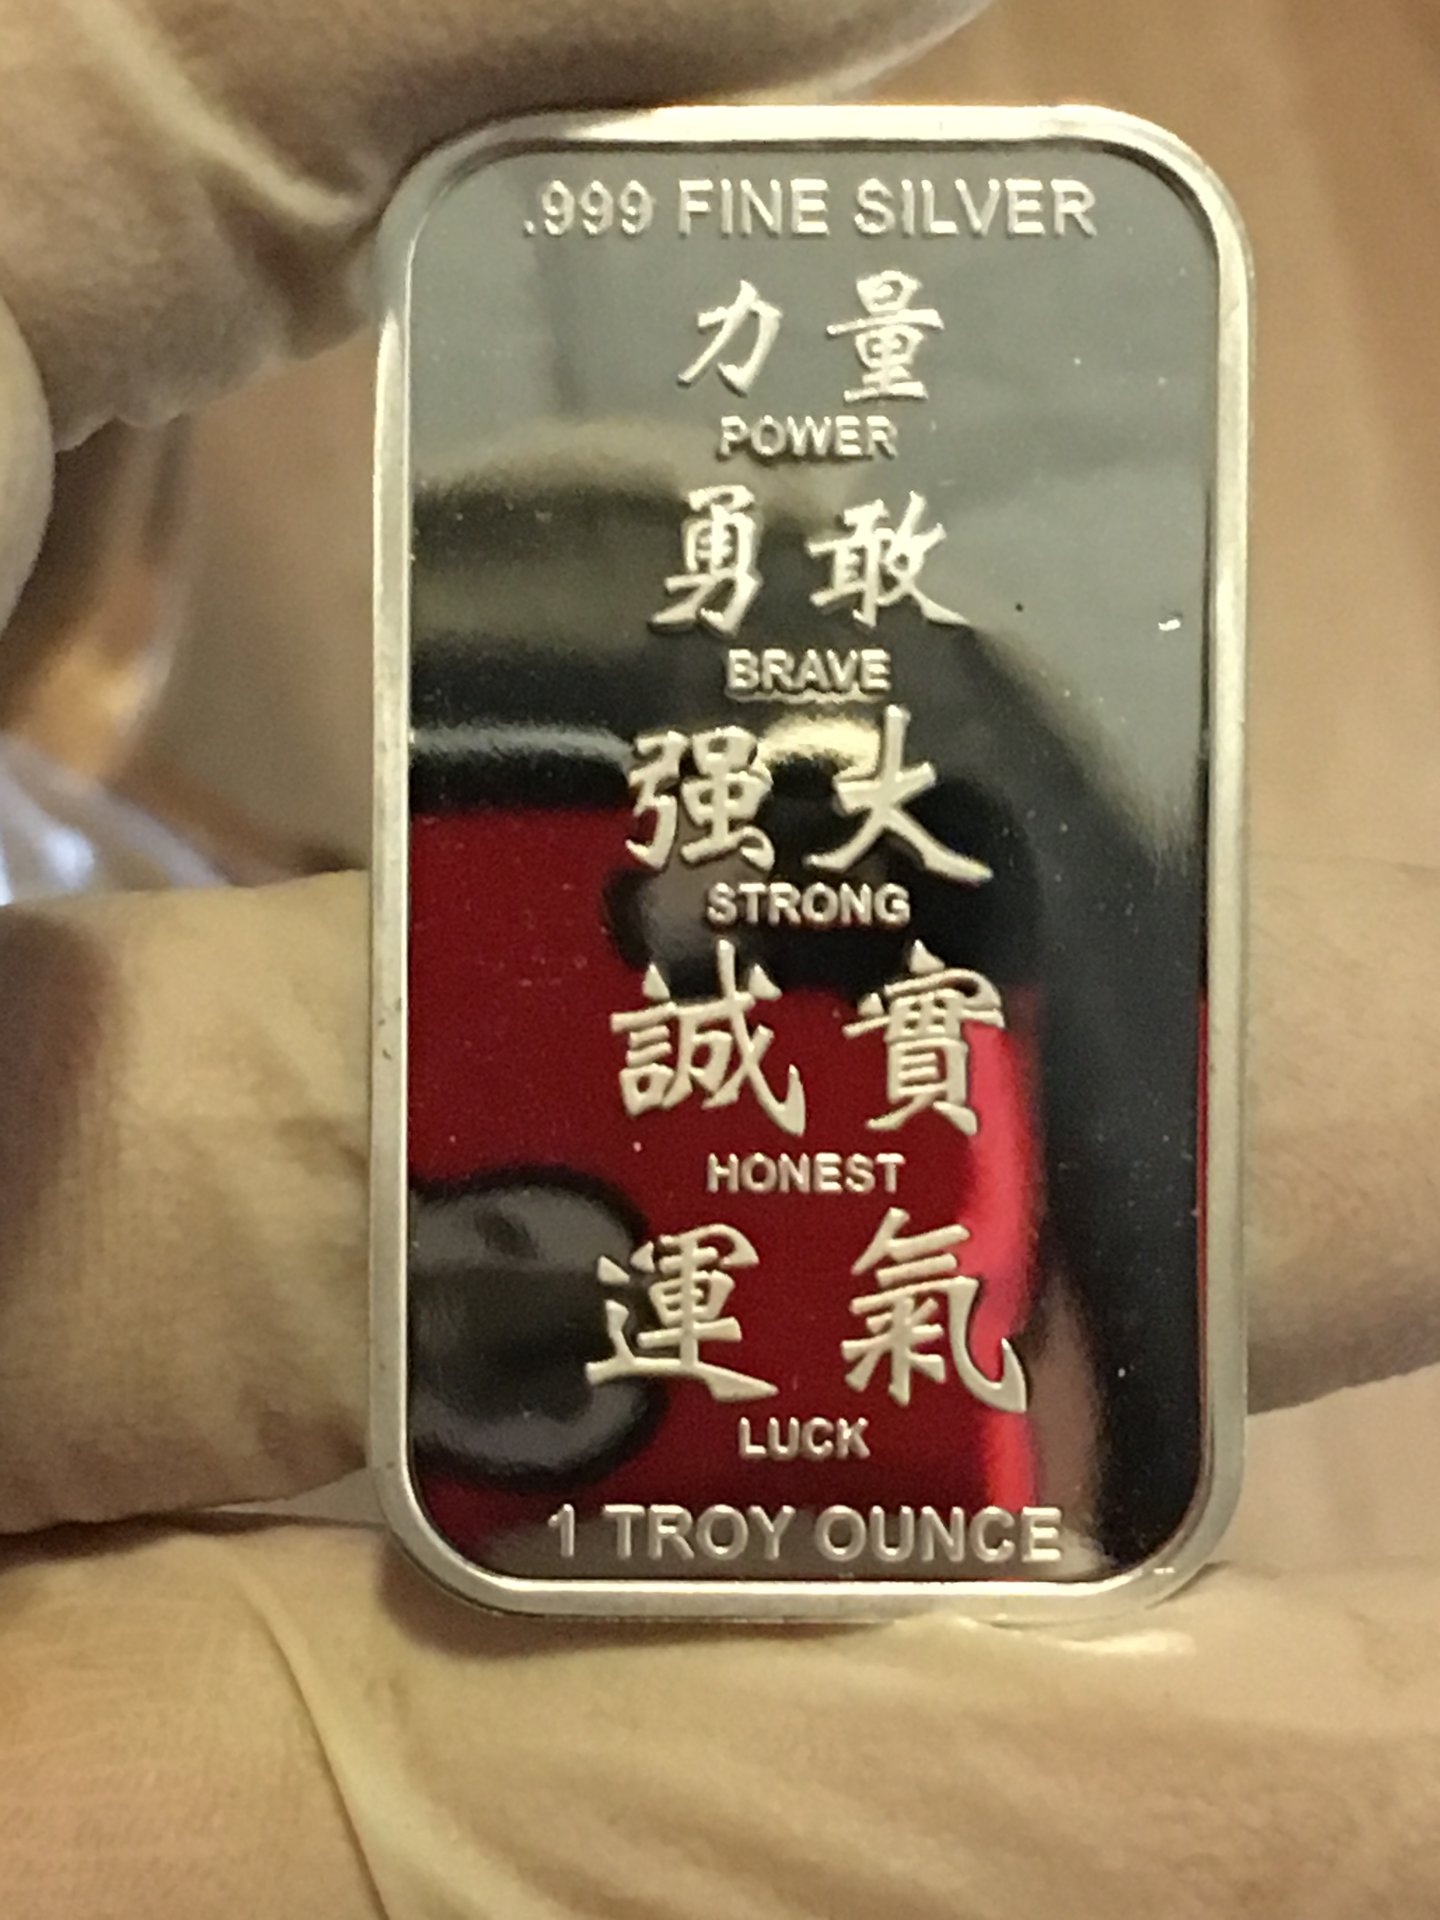 .999 FINE SILVER
力量
POWER
勇敢
BRAVE
强大
STRONG
誠實
HONEST
運氣
LUCK
1 TROY OUNCE